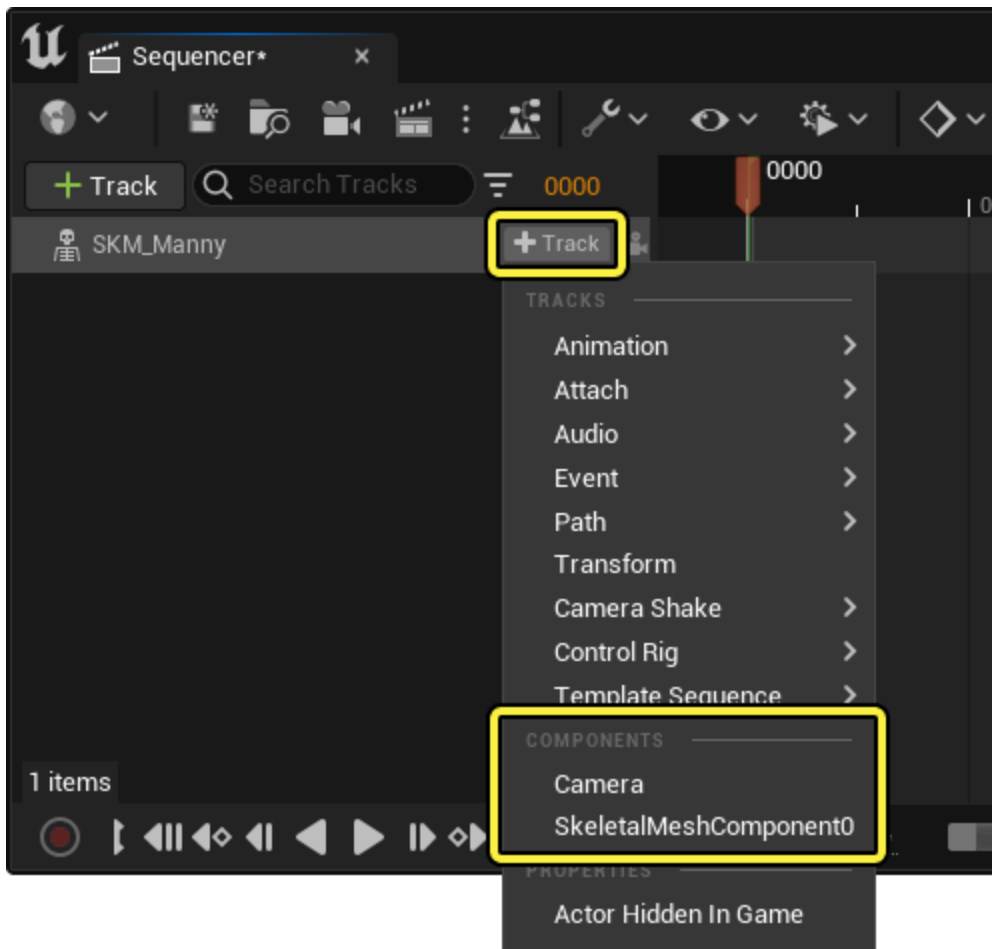 Sequencer*
+ Track
Search Tracks
0000
0000
0
SKM_Manny
+ Track
TRACKS
Animation
Attach
Audio
Event
Path
Transform
Camera Shake
Control Rig
Template Sequence
COMPONENTS
Camera
SkeletalMeshComponent0
1 items
PROPERTIES
Actor Hidden In Game